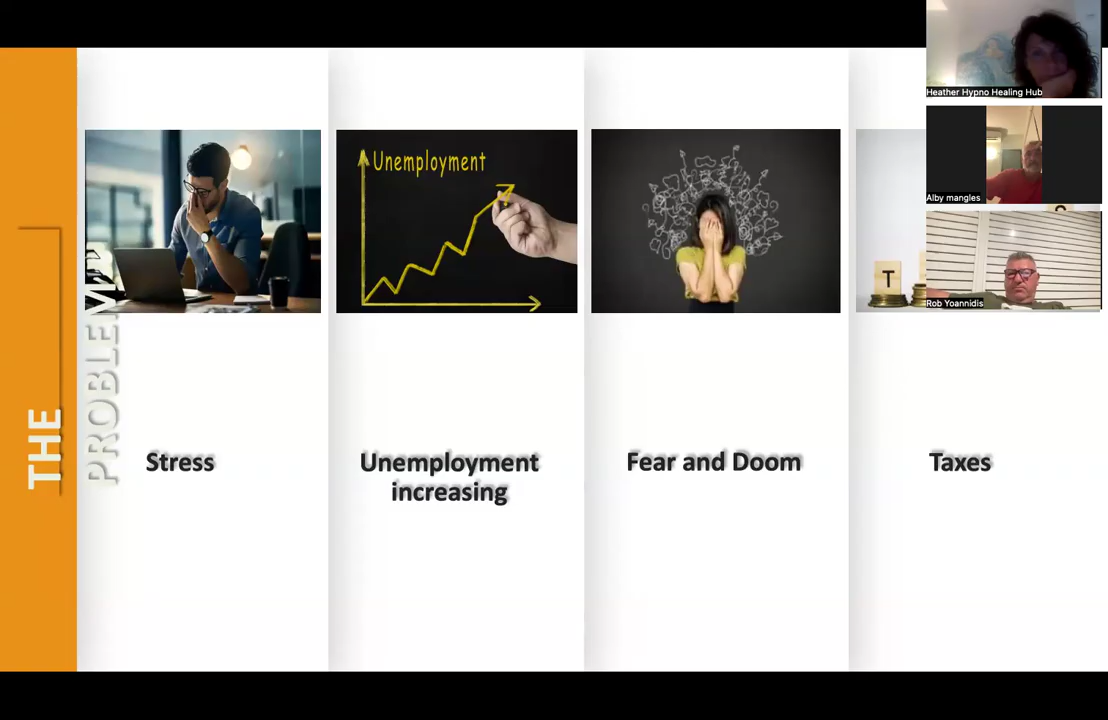 THE
PROBLEM
Unemployment
T
Stress
Unemployment
increasing
Fear and Doom
Taxes
Heather Hypno Healing Hub
Alby mangles
Rob Yoannidis